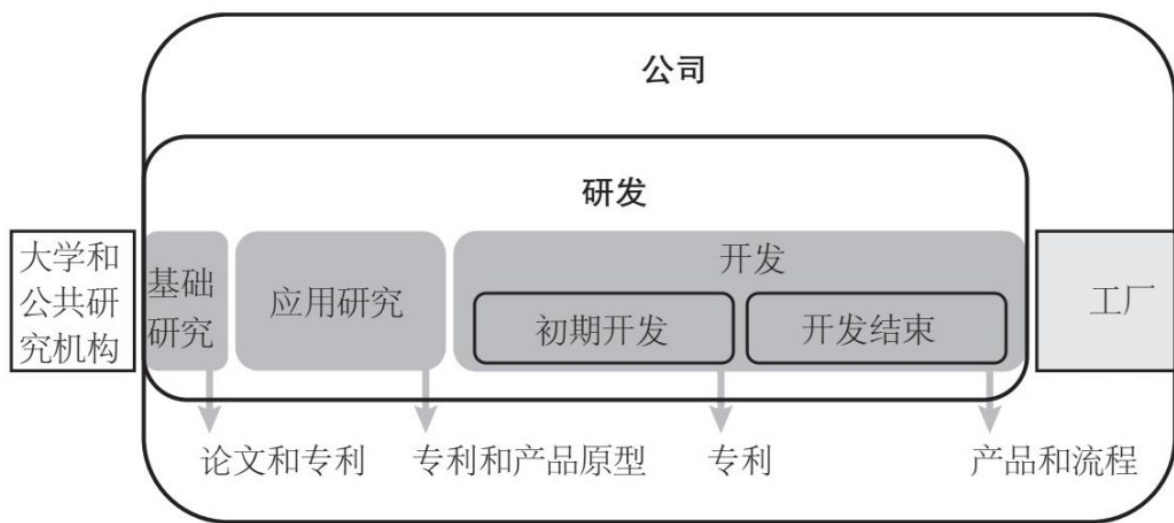 公司
研发
大学和
公共研
究机构
基础
研究
应用研究
开发
初期开发
开发结束
工厂
论文和专利
专利和产品原型
专利
产品和流程